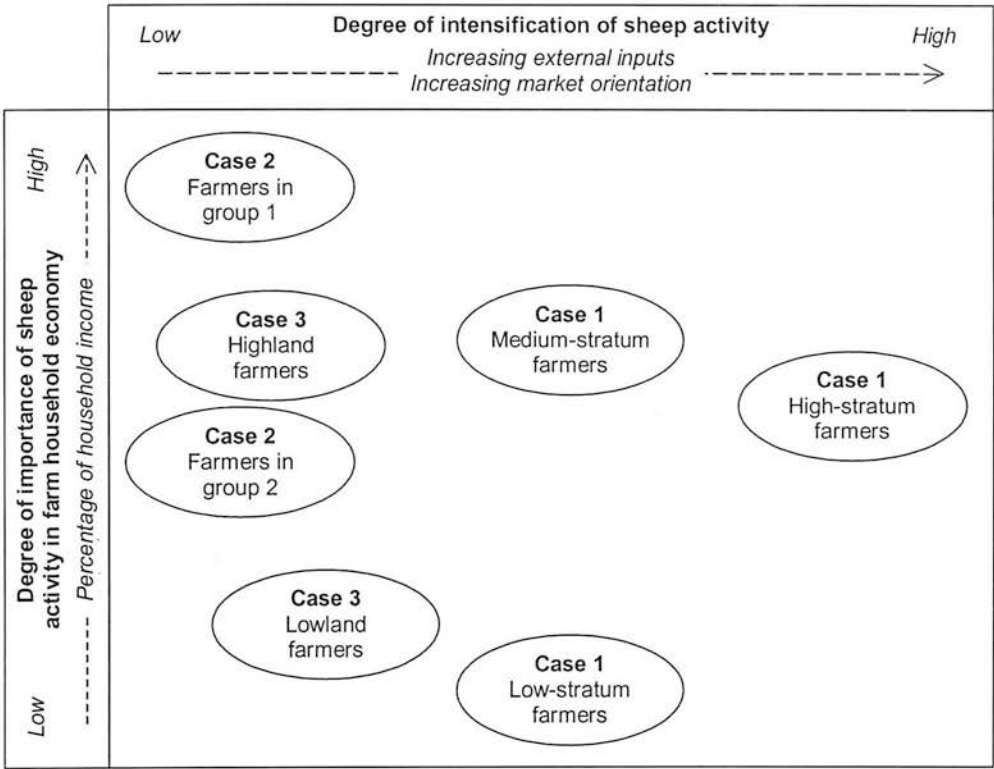 Degree of intensification of sheep activity
Low
High
Increasing external inputs
Increasing market orientation
High
Low
Degree of importance of sheep
activity in farm household economy
Percentage of household income
Case 2
Farmers in
group 1
Case 3
Highland
farmers
Case 1
Medium-stratum
farmers
Case 1
High-stratum
farmers
Case 2
Farmers in
group 2
Case 3
Lowland
farmers
Case 1
Low-stratum
farmers